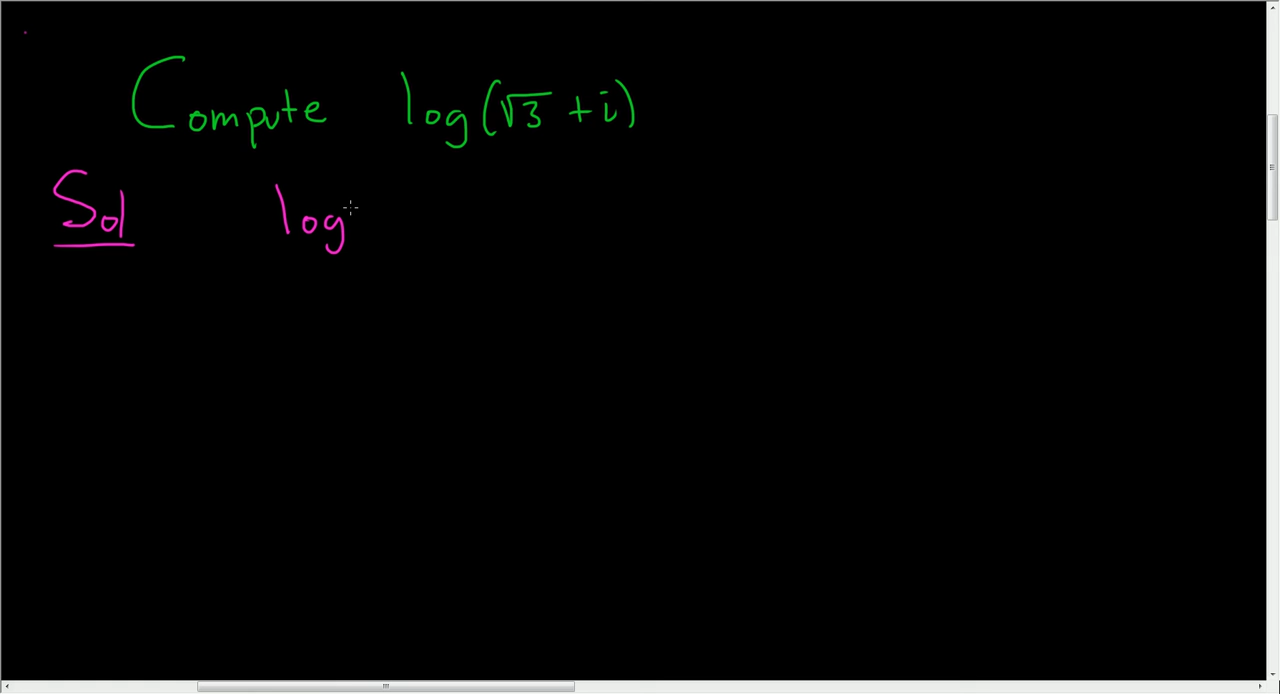 Compute log(√3 + i)
Sol log